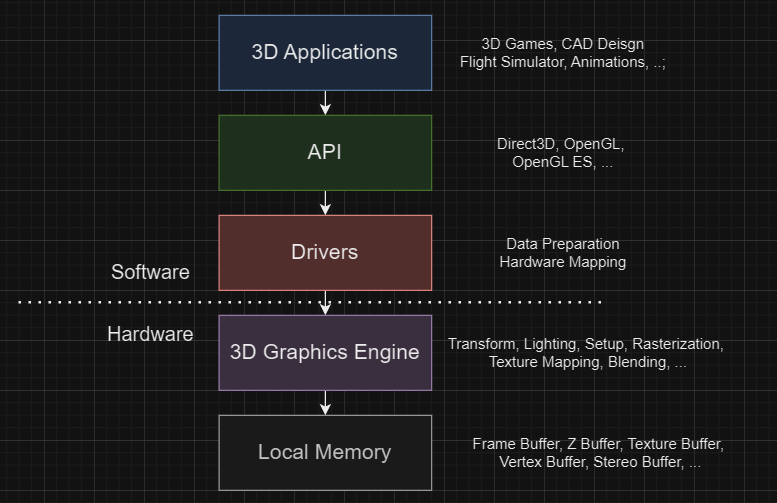 3D Applications
3D Games, CAD Deisgn
Flight Simulator, Animations, ..;
API
Direct3D, OpenGL,
OpenGL ES, ...
Drivers
Data Preparation
Hardware Mapping
Software
Hardware
3D Graphics Engine
Transform, Lighting, Setup, Rasterization,
Texture Mapping, Blending, ...
Local Memory
Frame Buffer, Z Buffer, Texture Buffer,
Vertex Buffer, Stereo Buffer, ...